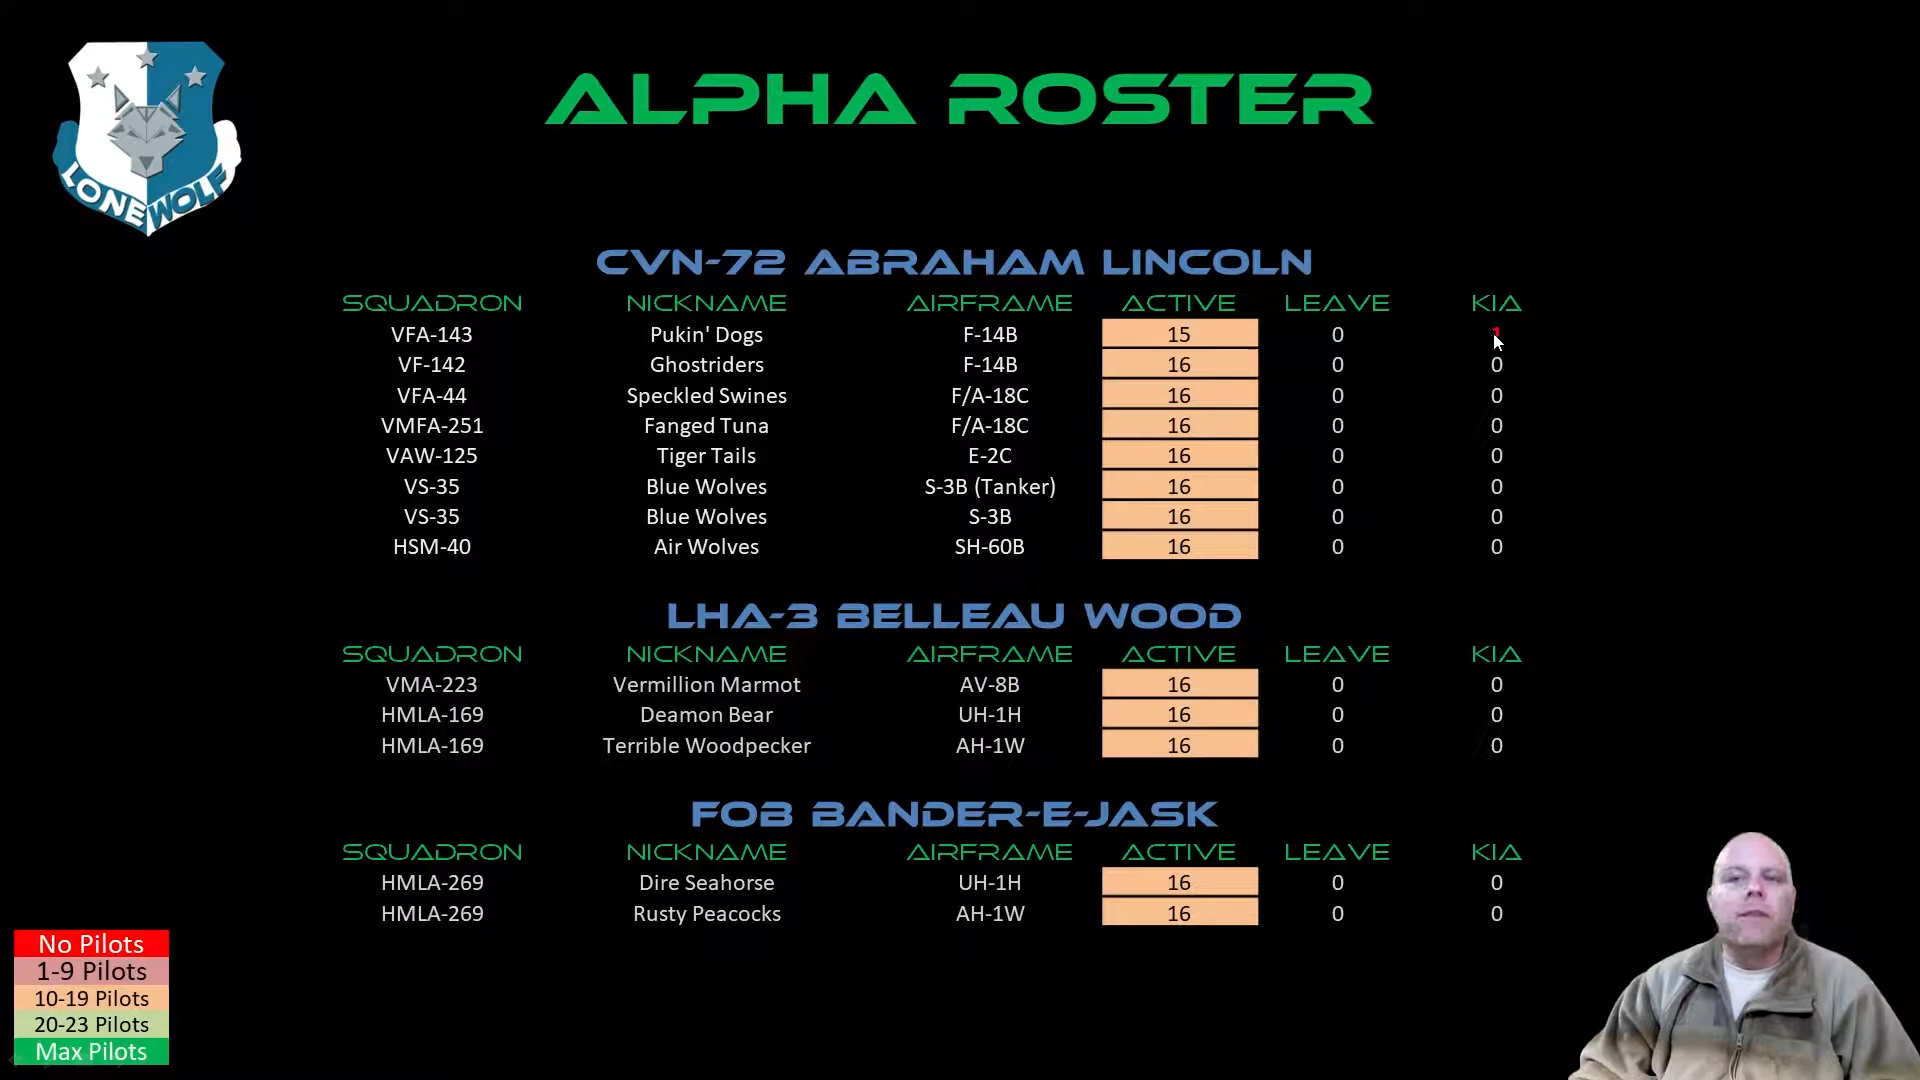 LONE WOLF
ALPHA ROSTER
CVN-72 ABRAHAM LINCOLN
SQUADRON NICKNAME AIRFRAME ACTIVE LEAVE KIA
VFA-143 Pukin' Dogs F-14B 15 0
VF-142 Ghostriders F-14B 16 0 0
VFA-44 Speckled Swines F/A-18C 16 0 0
VMFA-251 Fanged Tuna F/A-18C 16 0 0
VAW-125 Tiger Tails E-2C 16 0 0
VS-35 Blue Wolves S-3B (Tanker) 16 0 0
VS-35 Blue Wolves S-3B 16 0 0
HSM-40 Air Wolves SH-60B 16 0 0
LHA-3 BELLEAU WOOD
SQUADRON NICKNAME AIRFRAME ACTIVE LEAVE KIA
VMA-223 Vermillion Marmot AV-8B 16 0 0
HMLA-169 Deamon Bear UH-1H 16 0 0
HMLA-169 Terrible Woodpecker AH-1W 16 0 0
FOB BANDER-E-JASK
SQUADRON NICKNAME AIRFRAME ACTIVE LEAVE KIA
HMLA-269 Dire Seahorse UH-1H 16 0 0
HMLA-269 Rusty Peacocks AH-1W 16 0 0
No Pilots
1-9 Pilots
10-19 Pilots
20-23 Pilots
Max Pilots